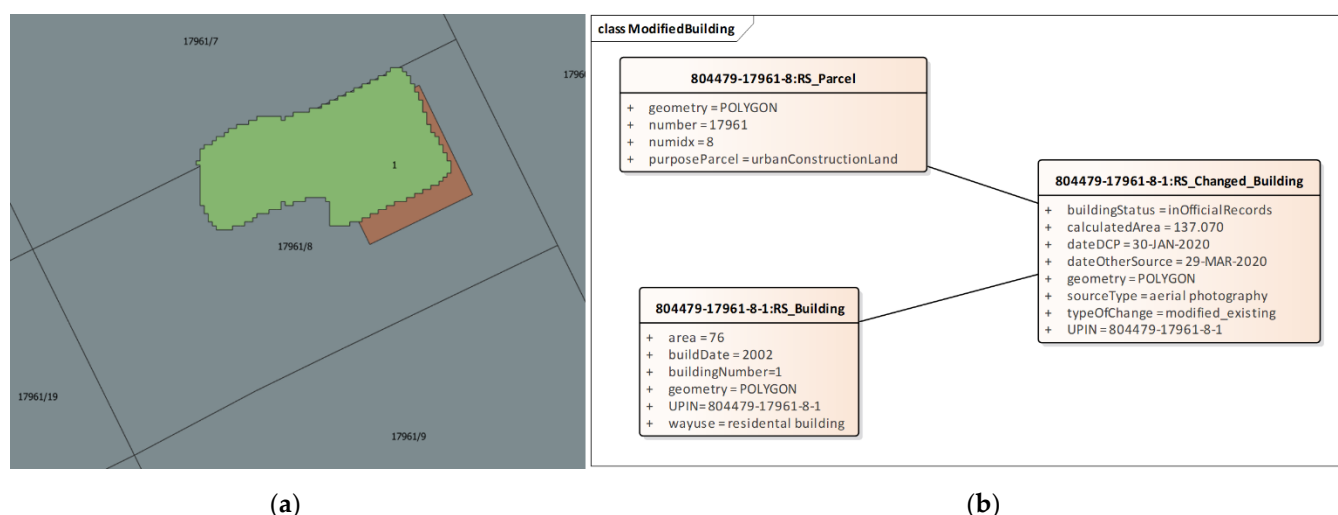 17961/7
1796
1
17961/8
17961/19
17961/9
(a)
class ModifiedBuilding
804479-17961-8:RS_Parcel
+ geometry = POLYGON
+ number = 17961
+ numidx = 8
+ purposeParcel = urbanConstructionLand
804479-17961-8-1:RS_Changed_Building
+ buildingStatus = inOfficialRecords
+ calculatedArea = 137.070
+ dateDCP = 30-JAN-2020
+ dateOtherSource = 29-MAR-2020
+ geometry = POLYGON
+ sourceType = aerial photography
+ typeOfChange = modified_existing
+ UPIN = 804479-17961-8-1
804479-17961-8-1:RS_Building
+ area = 76
+ buildDate = 2002
+ buildingNumber=1
+ geometry = POLYGON
+ UPIN= 804479-17961-8-1
+ wayuse = residental building
(b)